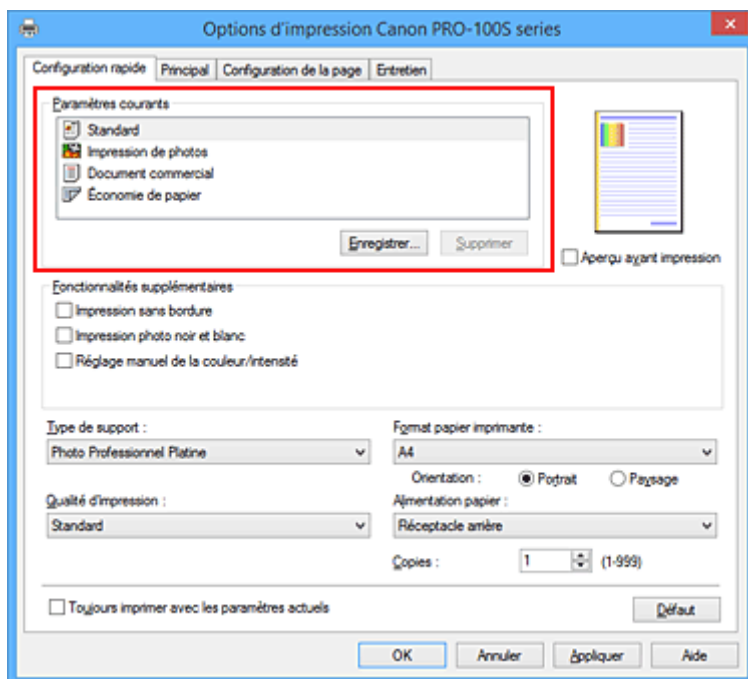 Options d'impression Canon PRO-100S series
Configuration rapide Principal Configuration de la page Entretien
Paramètres courants
Standard
Impression de photos
Document commercial
Économie de papier
Enregistrer... Supprimer
Aperçu avant impression
Fonctionnalités supplémentaires
Impression sans bordure
Impression photo noir et blanc
Réglage manuel de la couleur/intensité
Type de support :
Photo Professionnel Platine
Format papier imprimante :
A4
Orientation : Portrait Paysage
Qualité d'impression :
Standard
Alimentation papier :
Réceptacle arrière
Copies : 1 (1-999)
Toujours imprimer avec les paramètres actuels
Défaut
OK Annuler Appliquer Aide